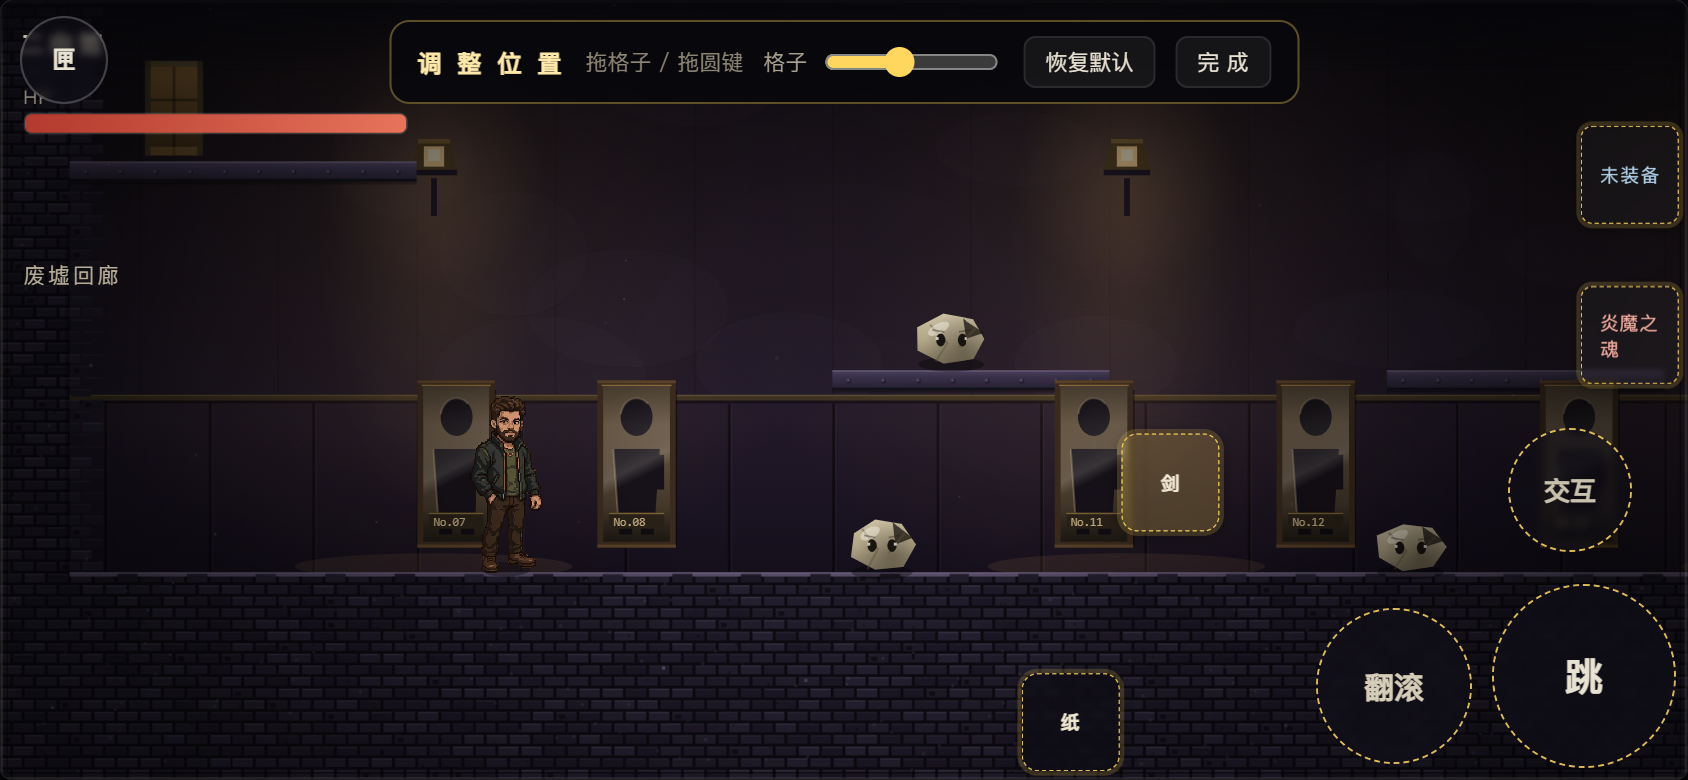 匣
调整位置 拖格子 / 拖圆键 格子 恢复默认 完成
未装备
废墟回廊
炎魔之
魂
剑
交互
No.07
No.08
No.11
No.12
翻滚
跳
纸